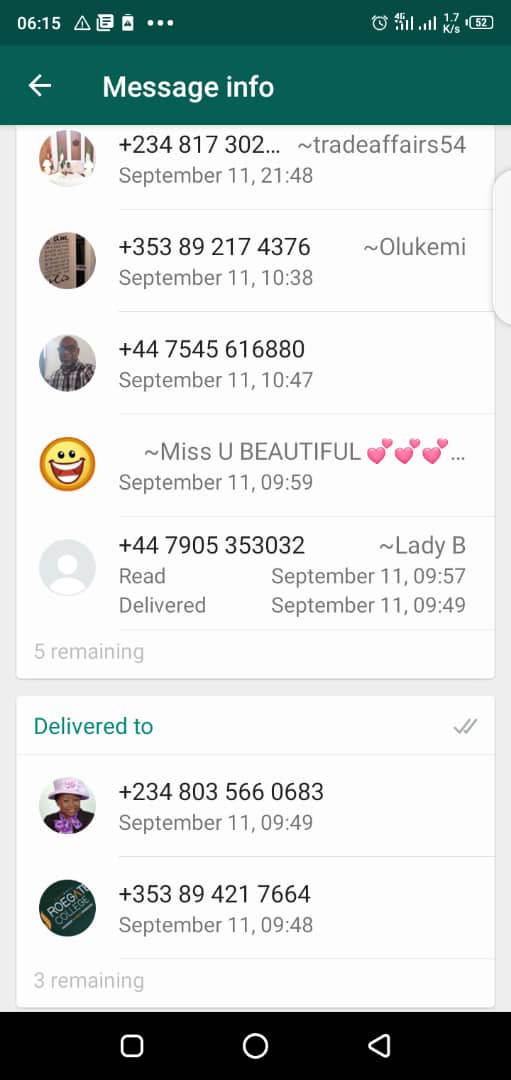 06:15 4G 1.7 K/s 52
Message info
+234 817 302... ~tradeaffairs54
September 11, 21:48
+353 89 217 4376 ~Olukemi
September 11, 10:38
+44 7545 616880
September 11, 10:47
~Miss U BEAUTIFUL 💕💕💕...
September 11, 09:59
+44 7905 353032 ~Lady B
Read September 11, 09:57
Delivered September 11, 09:49
5 remaining
Delivered to
+234 803 566 0683
September 11, 09:49
+353 89 421 7664
ROEGATE
COLLEGE
September 11, 09:48
3 remaining